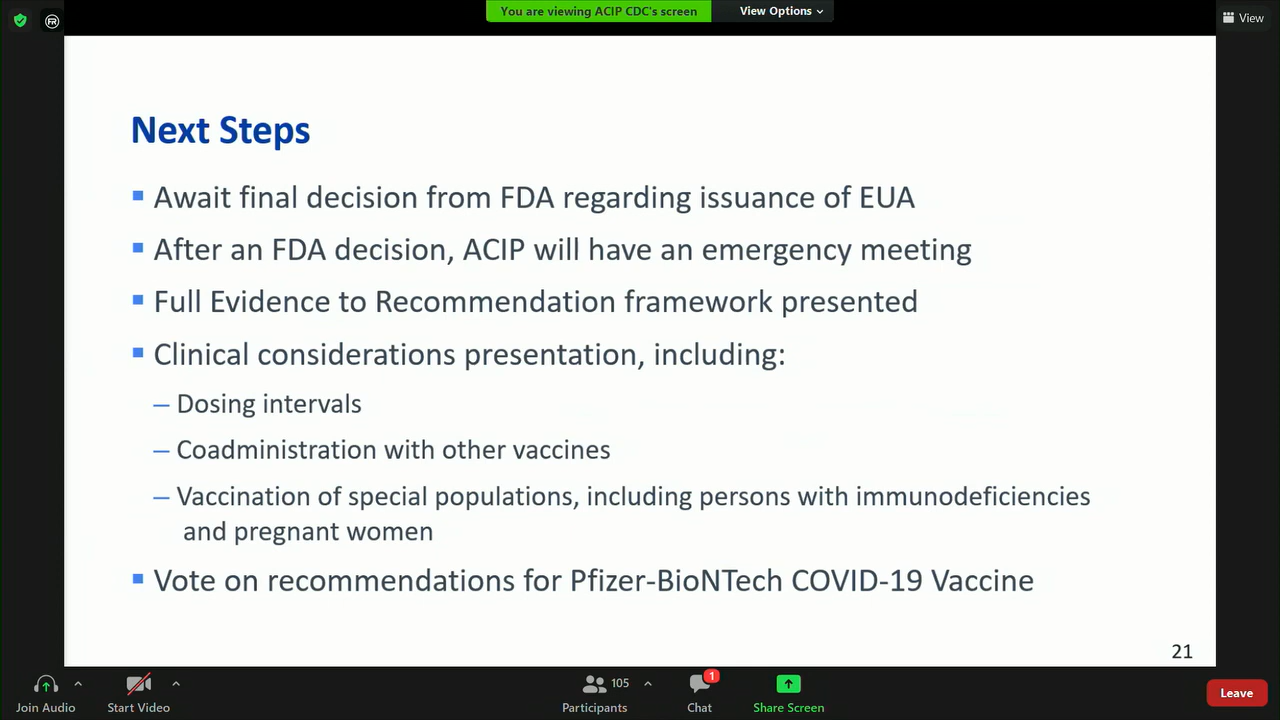 FR
You are viewing ACIP CDC's screen
View Options
View
Next Steps
Await final decision from FDA regarding issuance of EUA
After an FDA decision, ACIP will have an emergency meeting
Full Evidence to Recommendation framework presented
Clinical considerations presentation, including:
– Dosing intervals
– Coadministration with other vaccines
– Vaccination of special populations, including persons with immunodeficiencies
and pregnant women
Vote on recommendations for Pfizer-BioNTech COVID-19 Vaccine
21
Join Audio
Start Video
105
Participants
1
Chat
Share Screen
Leave